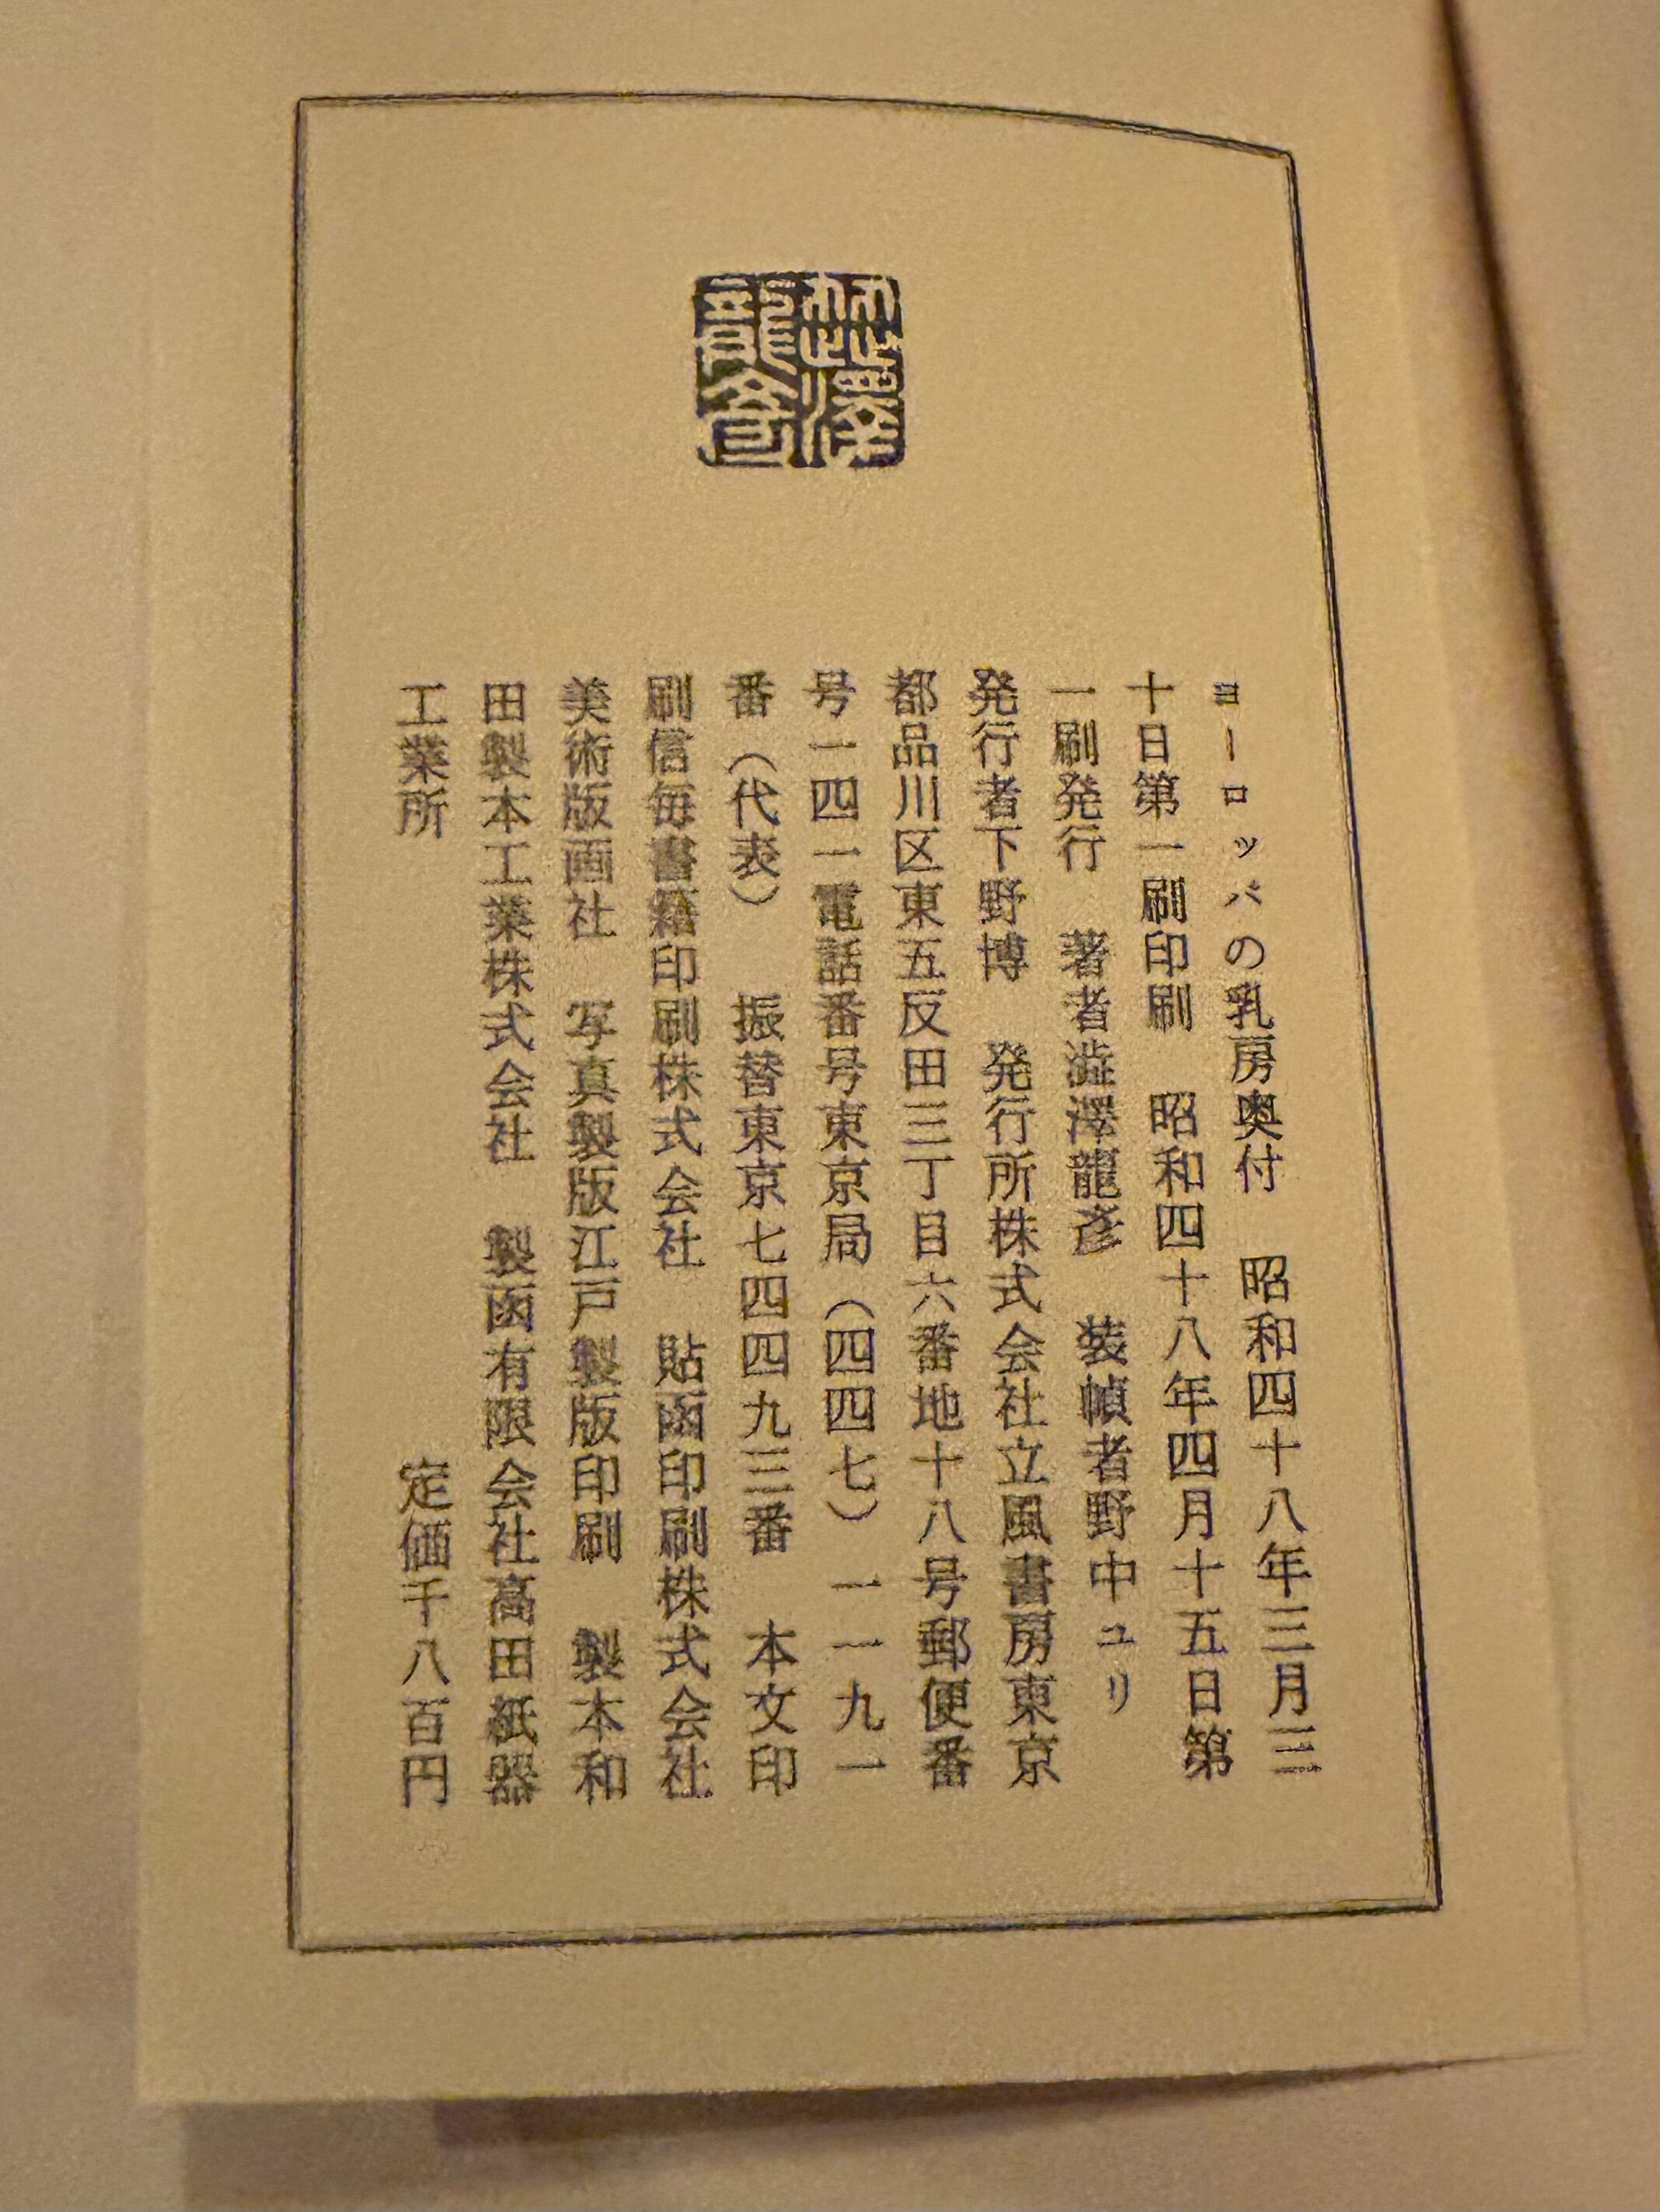 澁澤
龍彥
ヨーロッパの乳房奥付　昭和四十八年三月三
十日第一刷印刷　昭和四十八年四月十五日第
一刷発行　著者澁澤龍彥　装幀者野中ユリ
発行者下野博　発行所株式会社立風書房東京
都品川区東五反田三丁目六番地十八号郵便番
号一四一電話番号東京局（四四七）一一九一
番（代表）　振替東京七四四九三番　本文印
刷信毎書籍印刷株式会社　貼函印刷株式会社
美術版画社　写真製版江戸製版印刷　製本和
田製本工業株式会社　製函有限会社高田紙器
工業所　定価千八百円